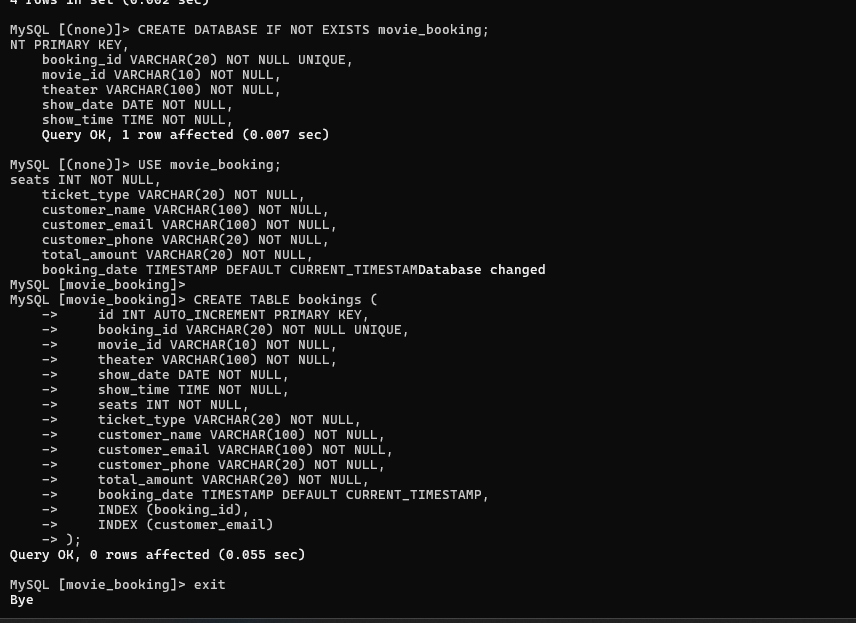 4 rows in set (0.002 sec)
MySQL [(none)]> CREATE DATABASE IF NOT EXISTS movie_booking;
NT PRIMARY KEY,
    booking_id VARCHAR(20) NOT NULL UNIQUE,
    movie_id VARCHAR(10) NOT NULL,
    theater VARCHAR(100) NOT NULL,
    show_date DATE NOT NULL,
    show_time TIME NOT NULL,
    Query OK, 1 row affected (0.007 sec)
MySQL [(none)]> USE movie_booking;
seats INT NOT NULL,
    ticket_type VARCHAR(20) NOT NULL,
    customer_name VARCHAR(100) NOT NULL,
    customer_email VARCHAR(100) NOT NULL,
    customer_phone VARCHAR(20) NOT NULL,
    total_amount VARCHAR(20) NOT NULL,
    booking_date TIMESTAMP DEFAULT CURRENT_TIMESTAMDatabase changed
MySQL [movie_booking]>
MySQL [movie_booking]> CREATE TABLE bookings (
    ->     id INT AUTO_INCREMENT PRIMARY KEY,
    ->     booking_id VARCHAR(20) NOT NULL UNIQUE,
    ->     movie_id VARCHAR(10) NOT NULL,
    ->     theater VARCHAR(100) NOT NULL,
    ->     show_date DATE NOT NULL,
    ->     show_time TIME NOT NULL,
    ->     seats INT NOT NULL,
    ->     ticket_type VARCHAR(20) NOT NULL,
    ->     customer_name VARCHAR(100) NOT NULL,
    ->     customer_email VARCHAR(100) NOT NULL,
    ->     customer_phone VARCHAR(20) NOT NULL,
    ->     total_amount VARCHAR(20) NOT NULL,
    ->     booking_date TIMESTAMP DEFAULT CURRENT_TIMESTAMP,
    ->     INDEX (booking_id),
    ->     INDEX (customer_email)
    -> );
Query OK, 0 rows affected (0.055 sec)
MySQL [movie_booking]> exit
Bye